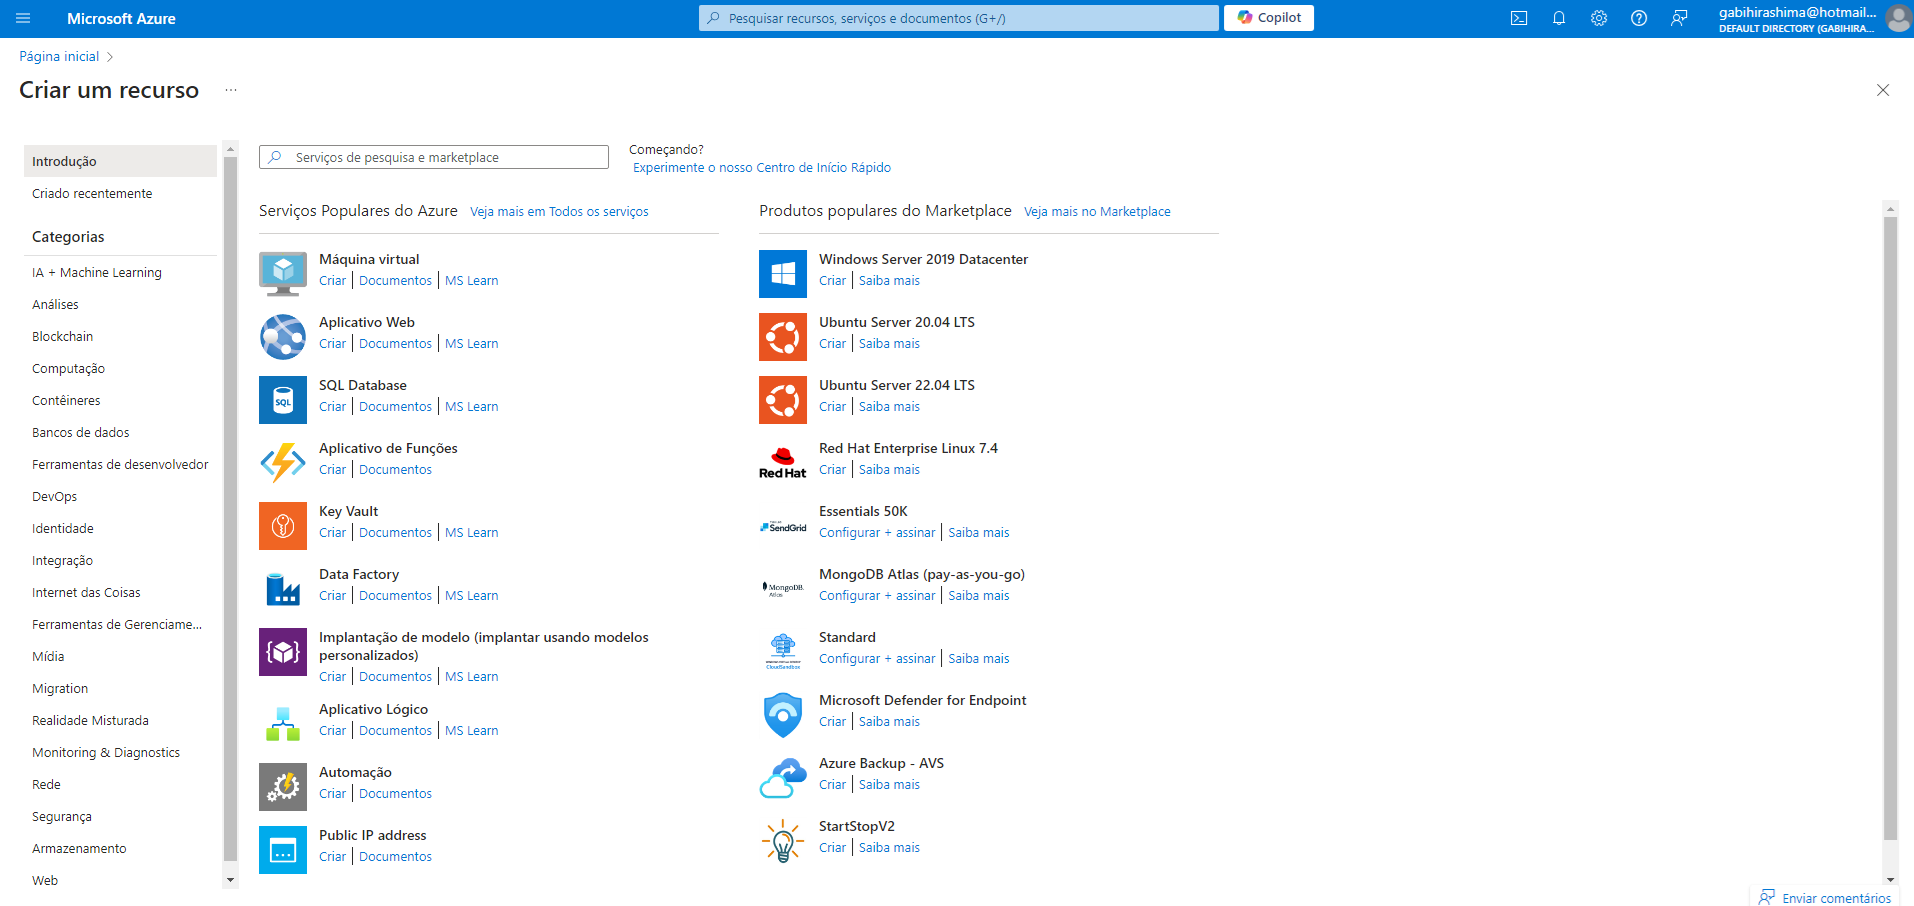 Microsoft Azure
Pesquisar recursos, serviços e documentos (G+/)
Copilot
gabihirashima@hotmail...
DEFAULT DIRECTORY (GABIHIRA...
Página inicial
Criar um recurso
...
Introdução
Criado recentemente
Categorias
IA + Machine Learning
Análises
Blockchain
Computação
Contêineres
Bancos de dados
Ferramentas de desenvolvedor
DevOps
Identidade
Integração
Internet das Coisas
Ferramentas de Gerenciame...
Mídia
Migration
Realidade Misturada
Monitoring & Diagnostics
Rede
Segurança
Armazenamento
Web
Serviços de pesquisa e marketplace
Começando?
Experimente o nosso Centro de Início Rápido
Serviços Populares do Azure Veja mais em Todos os serviços
Máquina virtual
Criar | Documentos | MS Learn
Aplicativo Web
Criar | Documentos | MS Learn
SQL
SQL Database
Criar | Documentos | MS Learn
Aplicativo de Funções
Criar | Documentos
Key Vault
Criar | Documentos | MS Learn
Data Factory
Criar | Documentos | MS Learn
Implantação de modelo (implantar usando modelos
personalizados)
Criar | Documentos | MS Learn
Aplicativo Lógico
Criar | Documentos | MS Learn
Automação
Criar | Documentos
Public IP address
Criar | Documentos
Produtos populares do Marketplace Veja mais no Marketplace
Windows Server 2019 Datacenter
Criar | Saiba mais
Ubuntu Server 20.04 LTS
Criar | Saiba mais
Ubuntu Server 22.04 LTS
Criar | Saiba mais
Red Hat
Red Hat Enterprise Linux 7.4
Criar | Saiba mais
SendGrid
Essentials 50K
Configurar + assinar | Saiba mais
MongoDB.
Atlas
MongoDB Atlas (pay-as-you-go)
Configurar + assinar | Saiba mais
CloudSandbox
Standard
Configurar + assinar | Saiba mais
Microsoft Defender for Endpoint
Criar | Saiba mais
Azure Backup - AVS
Criar | Saiba mais
StartStopV2
Criar | Saiba mais
Enviar comentários